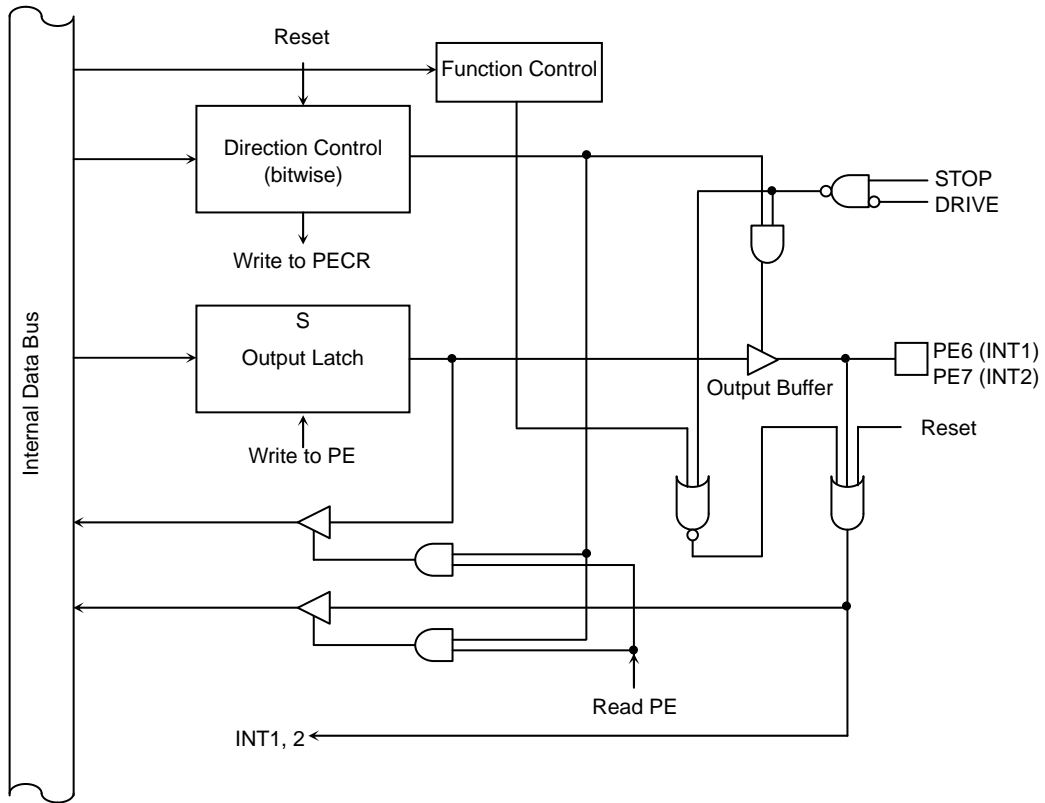 Reset
Function Control
Direction Control
(bitwise)
STOP
DRIVE
Write to PECR
S
Output Latch
PE6 (INT1)
PE7 (INT2)
Output Buffer
Internal Data Bus
Reset
Write to PE
Read PE
INT1, 2